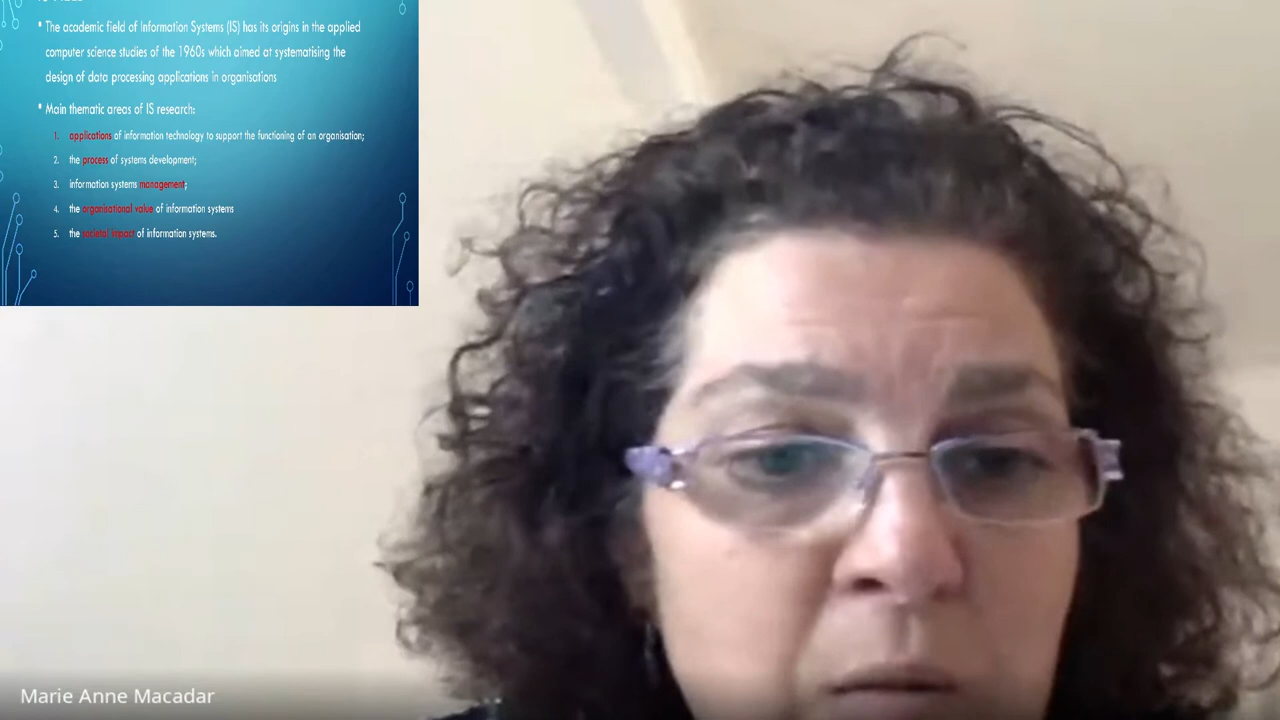 • The academic field of Information Systems (IS) has its origins in the applied
computer science studies of the 1960s which aimed at systematising the
design of data processing applications in organisations
• Main thematic areas of IS research:
1. applications of information technology to support the functioning of an organisation;
2. the process of systems development;
3. information systems management;
4. the organisational value of information systems
5. the societal impact of information systems.
Marie Anne Macadar